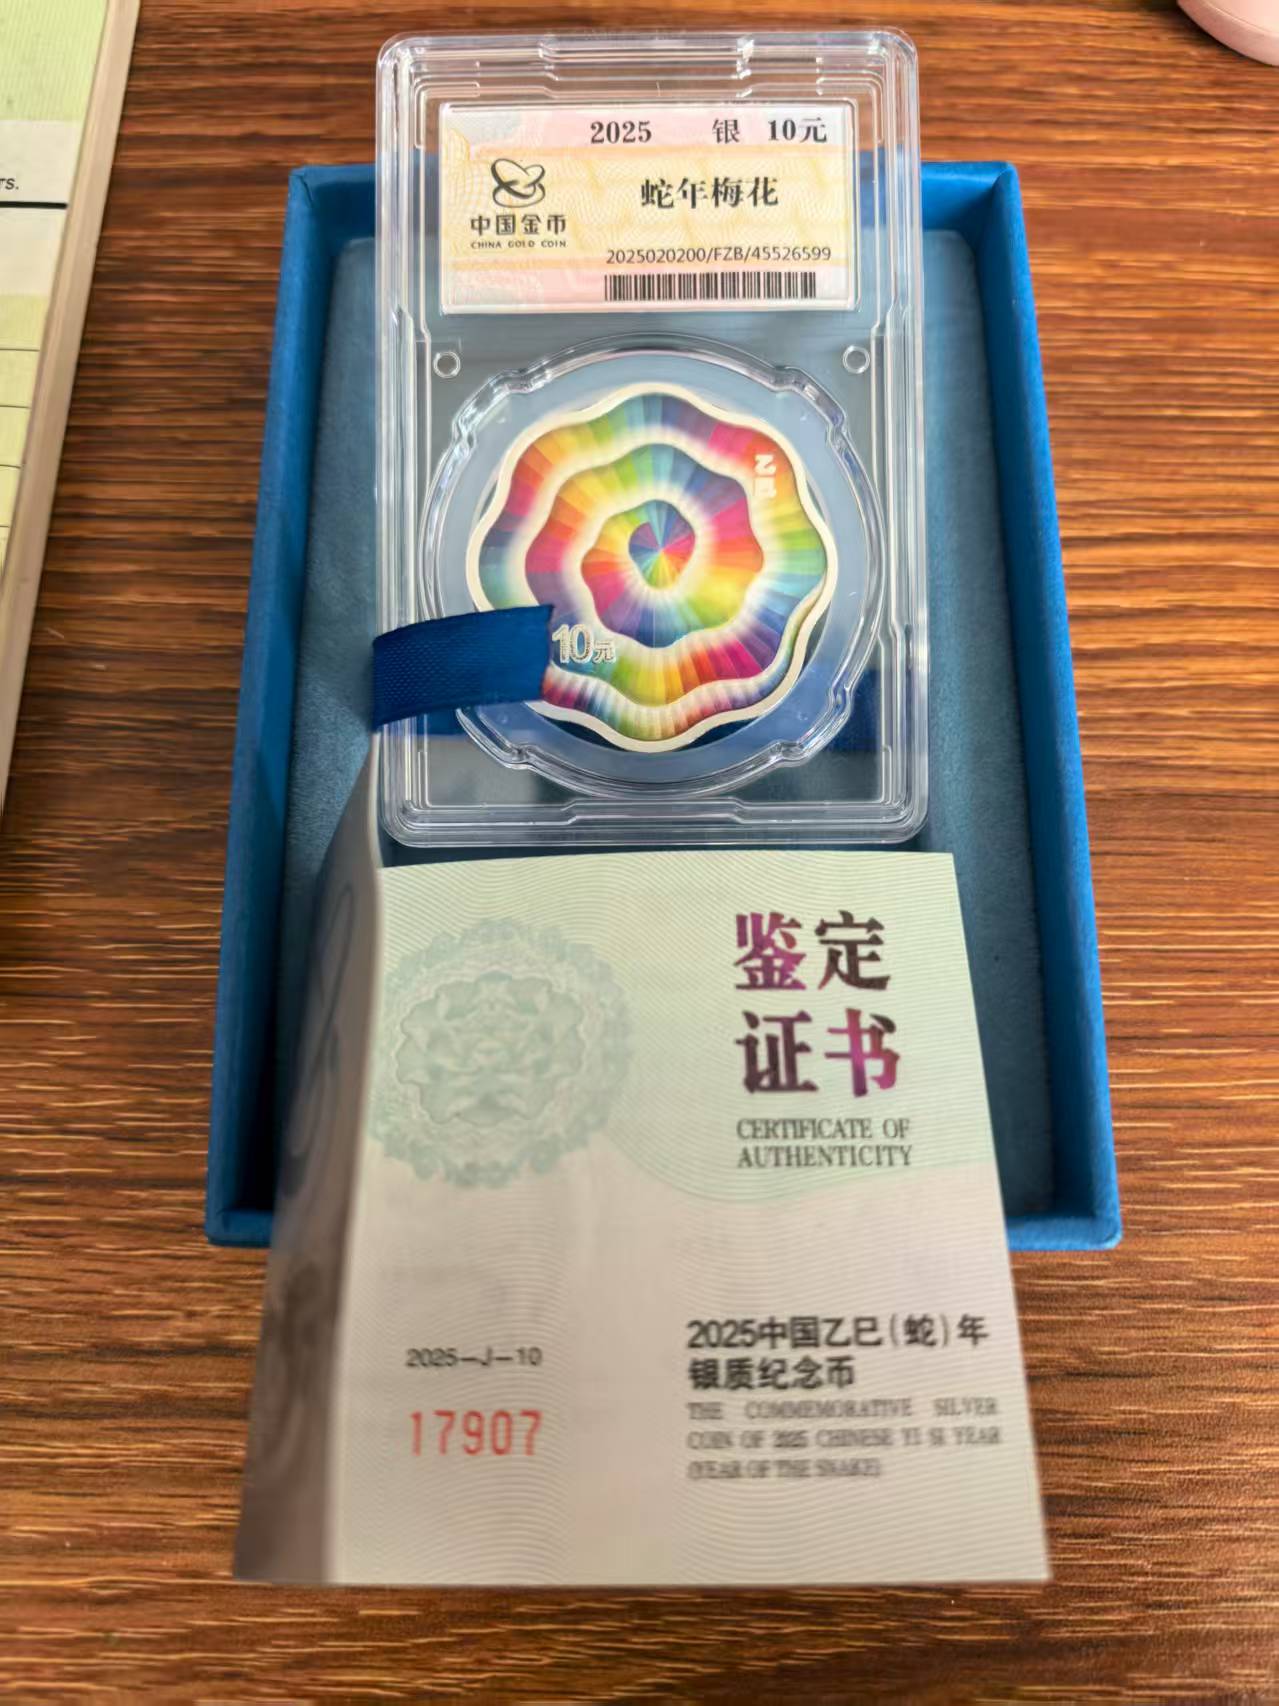 TS.
2025 银 10元
蛇年梅花
中国金币
CHINA GOLD COIN
2025020200/FZB/45526599
乙巳
10元
鉴定
证书
CERTIFICATE OF
AUTHENTICITY
2025中国乙巳(蛇)年
银质纪念币
THE COMMEMORATIVE SILVER
COIN OF 2025 CHINESE YI SI YEAR
(YEAR OF THE SNAKE)
2025-J-10
17907